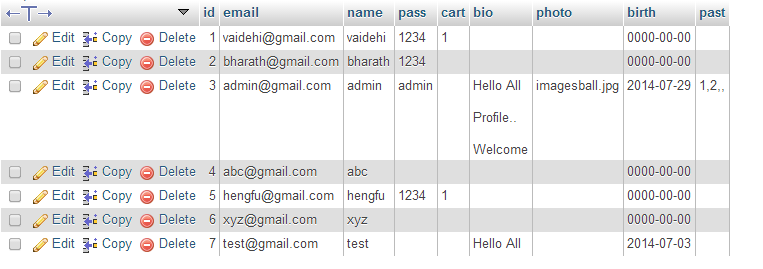 id email name pass cart bio photo birth past
Edit Copy Delete 1 vaidehi@gmail.com vaidehi 1234 1 0000-00-00
Edit Copy Delete 2 bharath@gmail.com bharath 1234 0000-00-00
Edit Copy Delete 3 admin@gmail.com admin admin Hello All imagesball.jpg 2014-07-29 1,2,,
Profile..
Welcome
Edit Copy Delete 4 abc@gmail.com abc 0000-00-00
Edit Copy Delete 5 hengfu@gmail.com hengfu 1234 1 0000-00-00
Edit Copy Delete 6 xyz@gmail.com xyz 0000-00-00
Edit Copy Delete 7 test@gmail.com test Hello All 2014-07-03